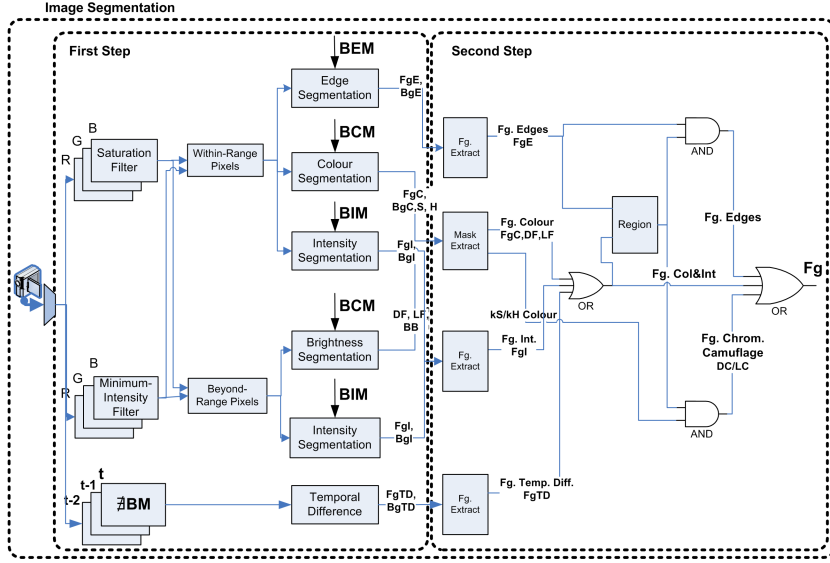 Image Segmentation
First Step
Second Step
BEM
Edge
Segmentation
FgE,
BgE
R
G
B
Saturation
Filter
Within-Range
Pixels
BCM
Colour
Segmentation
FgC,
BgC,S, H
BIM
Intensity
Segmentation
FgI,
BgI
BCM
Brightness
Segmentation
DF, LF
BB
R
G
B
Minimum-
Intensity
Filter
Beyond-
Range Pixels
BIM
Intensity
Segmentation
FgI,
BgI
t-2
t-1
t
∄BM
Temporal
Difference
FgTD,
BgTD
Fg.
Extract
Fg. Edges
FgE
AND
Region
Fg. Edges
Mask
Extract
Fg. Colour
FgC,DF,LF
OR
Fg. Col&Int
kS/kH Colour
Fg
OR
Fg.
Extract
Fg. Int.
FgI
Fg. Chrom.
Camuflage
DC/LC
AND
Fg.
Extract
Fg. Temp. Diff.
FgTD